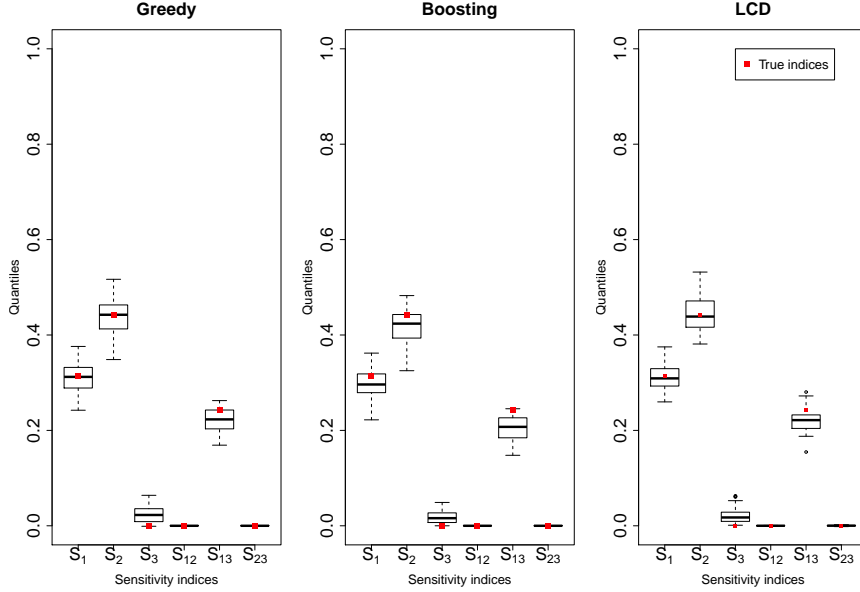 Greedy
Quantiles
0.0 0.2 0.4 0.6 0.8 1.0
S1 S2 S3 S12 S13 S23
Sensitivity indices
Boosting
Quantiles
0.0 0.2 0.4 0.6 0.8 1.0
S1 S2 S3 S12 S13 S23
Sensitivity indices
LCD
True indices
Quantiles
0.0 0.2 0.4 0.6 0.8 1.0
S1 S2 S3 S12 S13 S23
Sensitivity indices